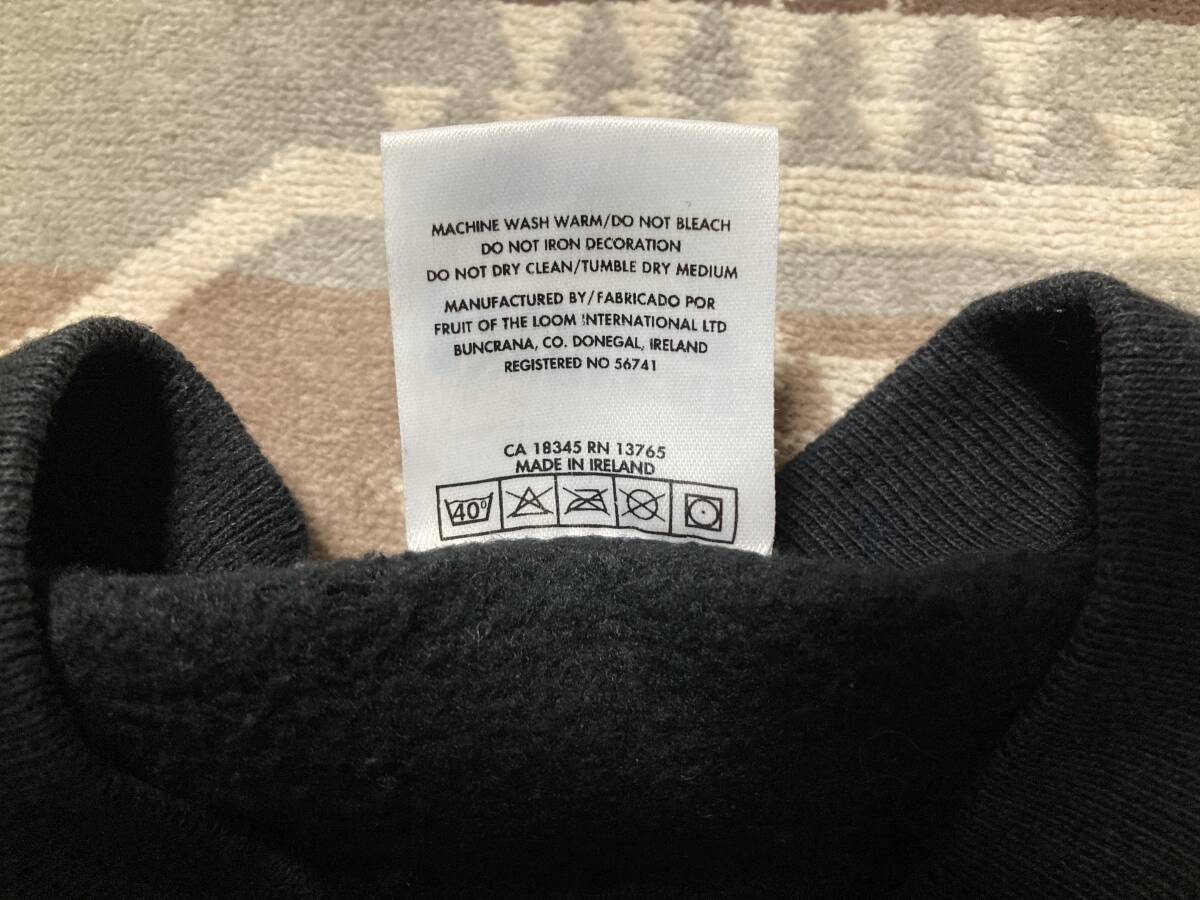 MACHINE WASH WARM/DO NOT BLEACH
DO NOT IRON DECORATION
DO NOT DRY CLEAN/TUMBLE DRY MEDIUM
MANUFACTURED BY/FABRICADO POR
FRUIT OF THE LOOM INTERNATIONAL LTD
BUNCRANA, CO. DONEGAL, IRELAND
REGISTERED NO 56741
CA 18345 RN 13765
MADE IN IRELAND
40°